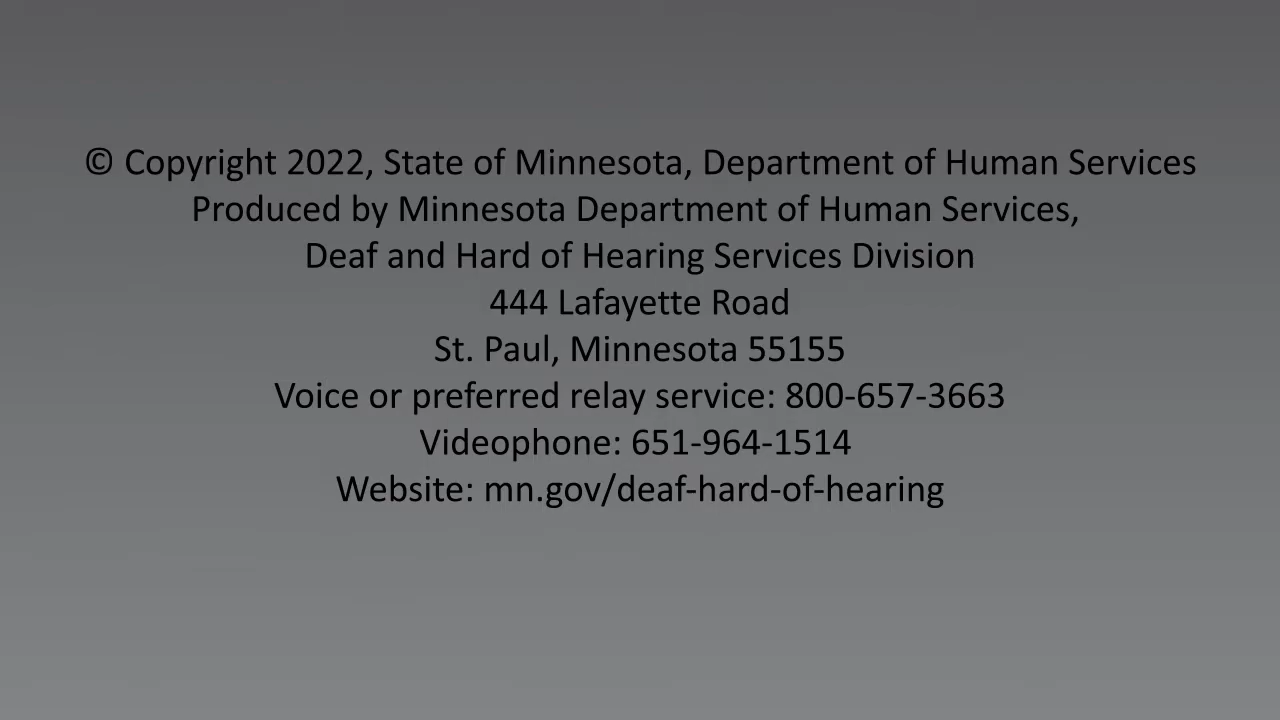 © Copyright 2022, State of Minnesota, Department of Human Services
Produced by Minnesota Department of Human Services,
Deaf and Hard of Hearing Services Division
444 Lafayette Road
St. Paul, Minnesota 55155
Voice or preferred relay service: 800-657-3663
Videophone: 651-964-1514
Website: mn.gov/deaf-hard-of-hearing